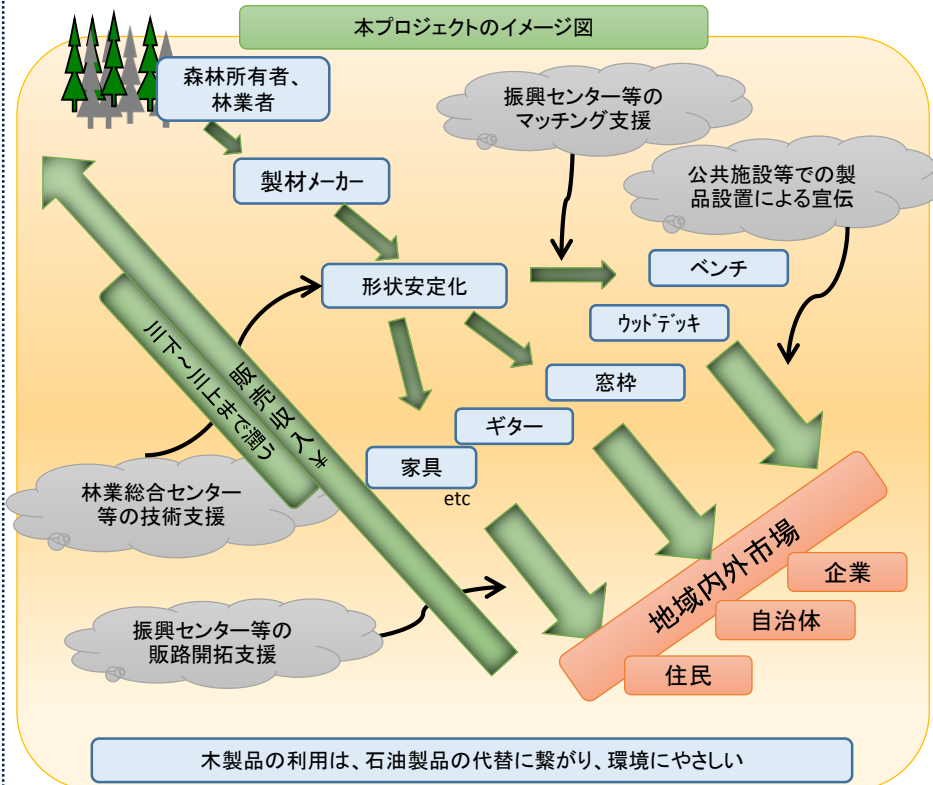 本プロジェクトのイメージ図
森林所有者、
林業者
振興センター等の
マッチング支援
製材メーカー
公共施設等での製
品設置による宣伝
形状安定化
ベンチ
ウッドデッキ
窓枠
ギター
家具
etc
販売収入大
川下~川上まで潤う
林業総合センター
等の技術支援
振興センター等の
販路開拓支援
地域内外市場
企業
自治体
住民
木製品の利用は、石油製品の代替に繋がり、環境にやさしい